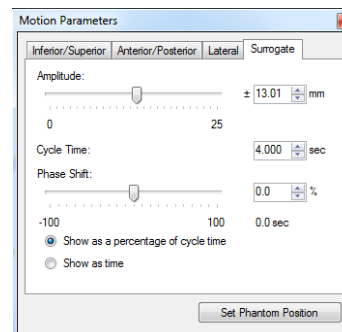 Motion Parameters
Inferior/Superior Anterior/Posterior Lateral Surrogate
Amplitude:
± 13.01 mm
0 25
Cycle Time: 4.000 sec
Phase Shift:
0.0 %
-100 100 0.0 sec
Show as a percentage of cycle time
Show as time
Set Phantom Position